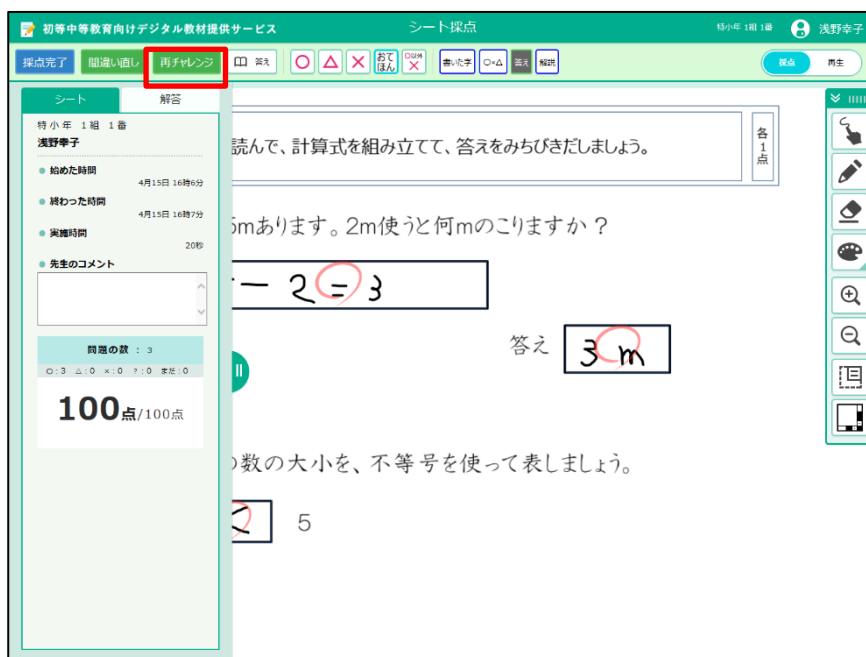 初等中等教育向けデジタル教材提供サービス シート採点 特小年 1組 1番 浅野幸子
採点完了 間違い直し 再チャレンジ 答え おてほん ○以外 × 書いた字 ○×△ 答え 解説 採点 再生
シート 解答
特小年 1組 1番
浅野幸子
始めた時間
4月15日 16時6分
終わった時間
4月15日 16時7分
実施時間
20秒
先生のコメント
問題の数 : 3
○:3 △:0 ×:0 ?:0 まだ:0
100点/100点
読んで、計算式を組み立てて、答えをみちびきだしましょう。
各1点
5mあります。2m使うと何mのこりますか？
− 2 = 3
答え 3 m
の数の大小を、不等号を使って表しましょう。
< 5